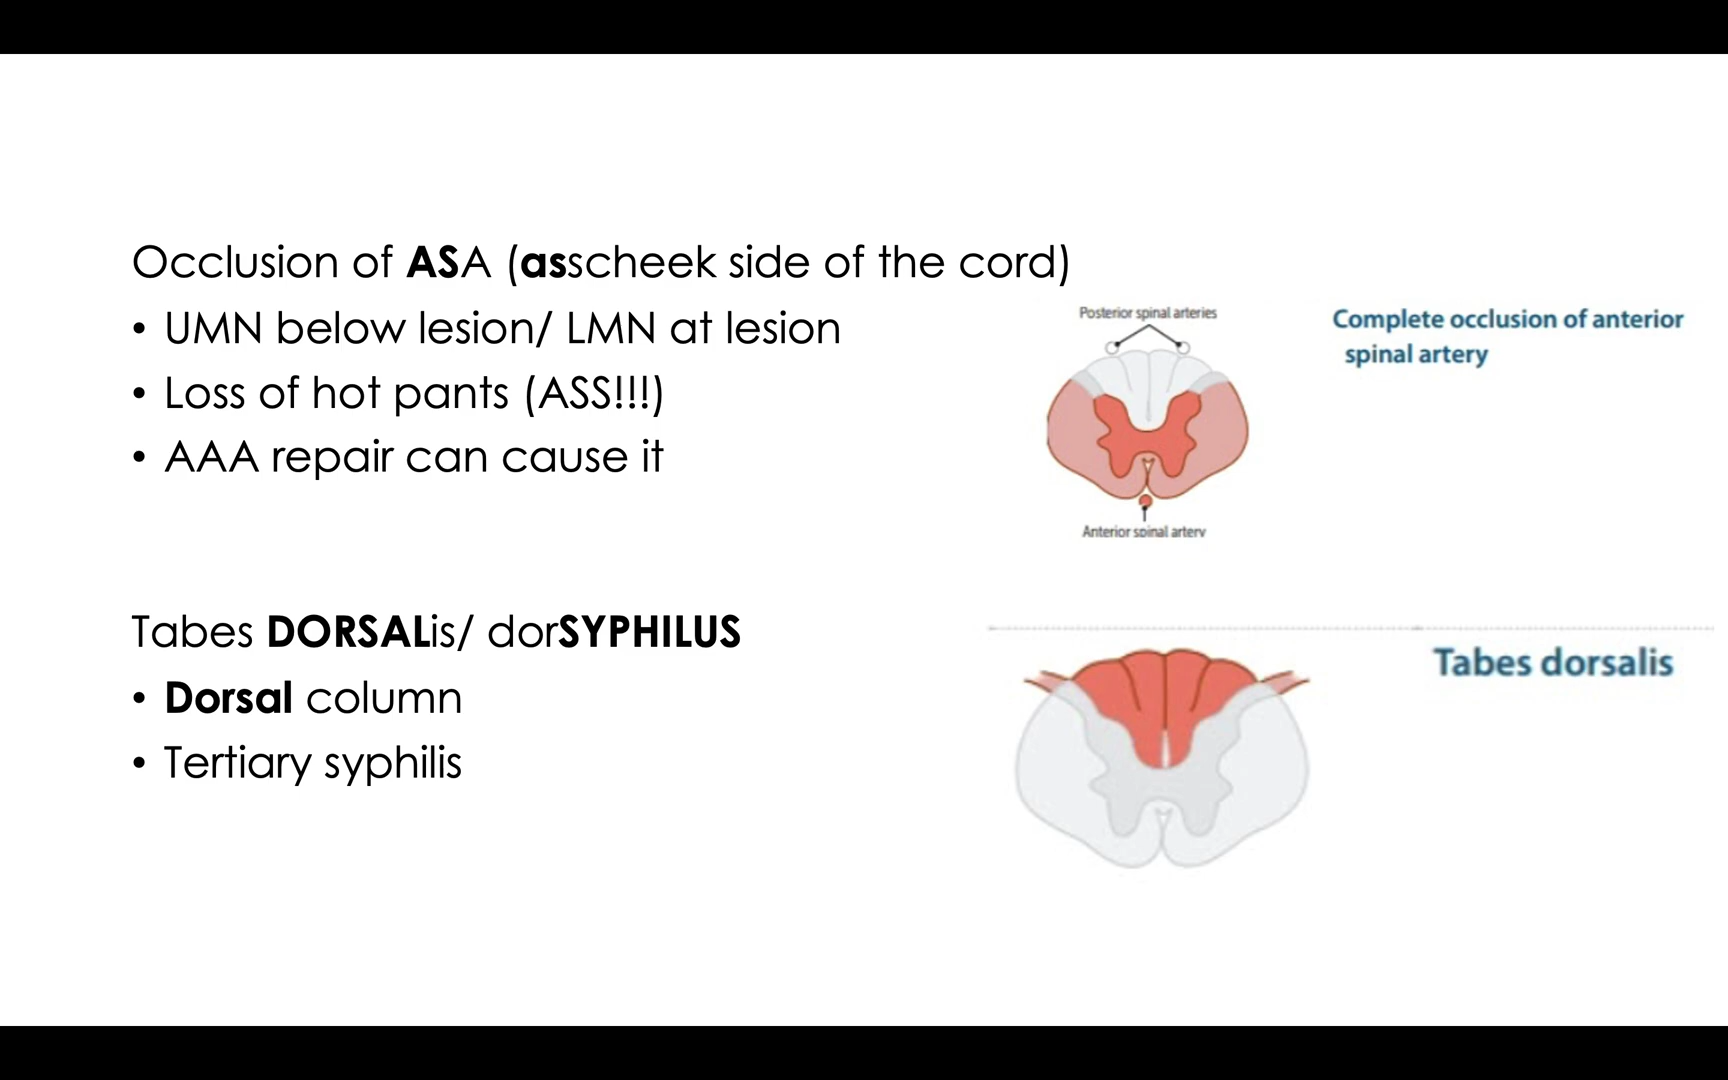 Occlusion of ASA (asscheek side of the cord)
• UMN below lesion/ LMN at lesion
• Loss of hot pants (ASS!!!)
• AAA repair can cause it
Posterior spinal arteries
Anterior spinal artery
Complete occlusion of anterior
spinal artery
Tabes DORSALis/ dorSYPHILUS
• Dorsal column
• Tertiary syphilis
Tabes dorsalis